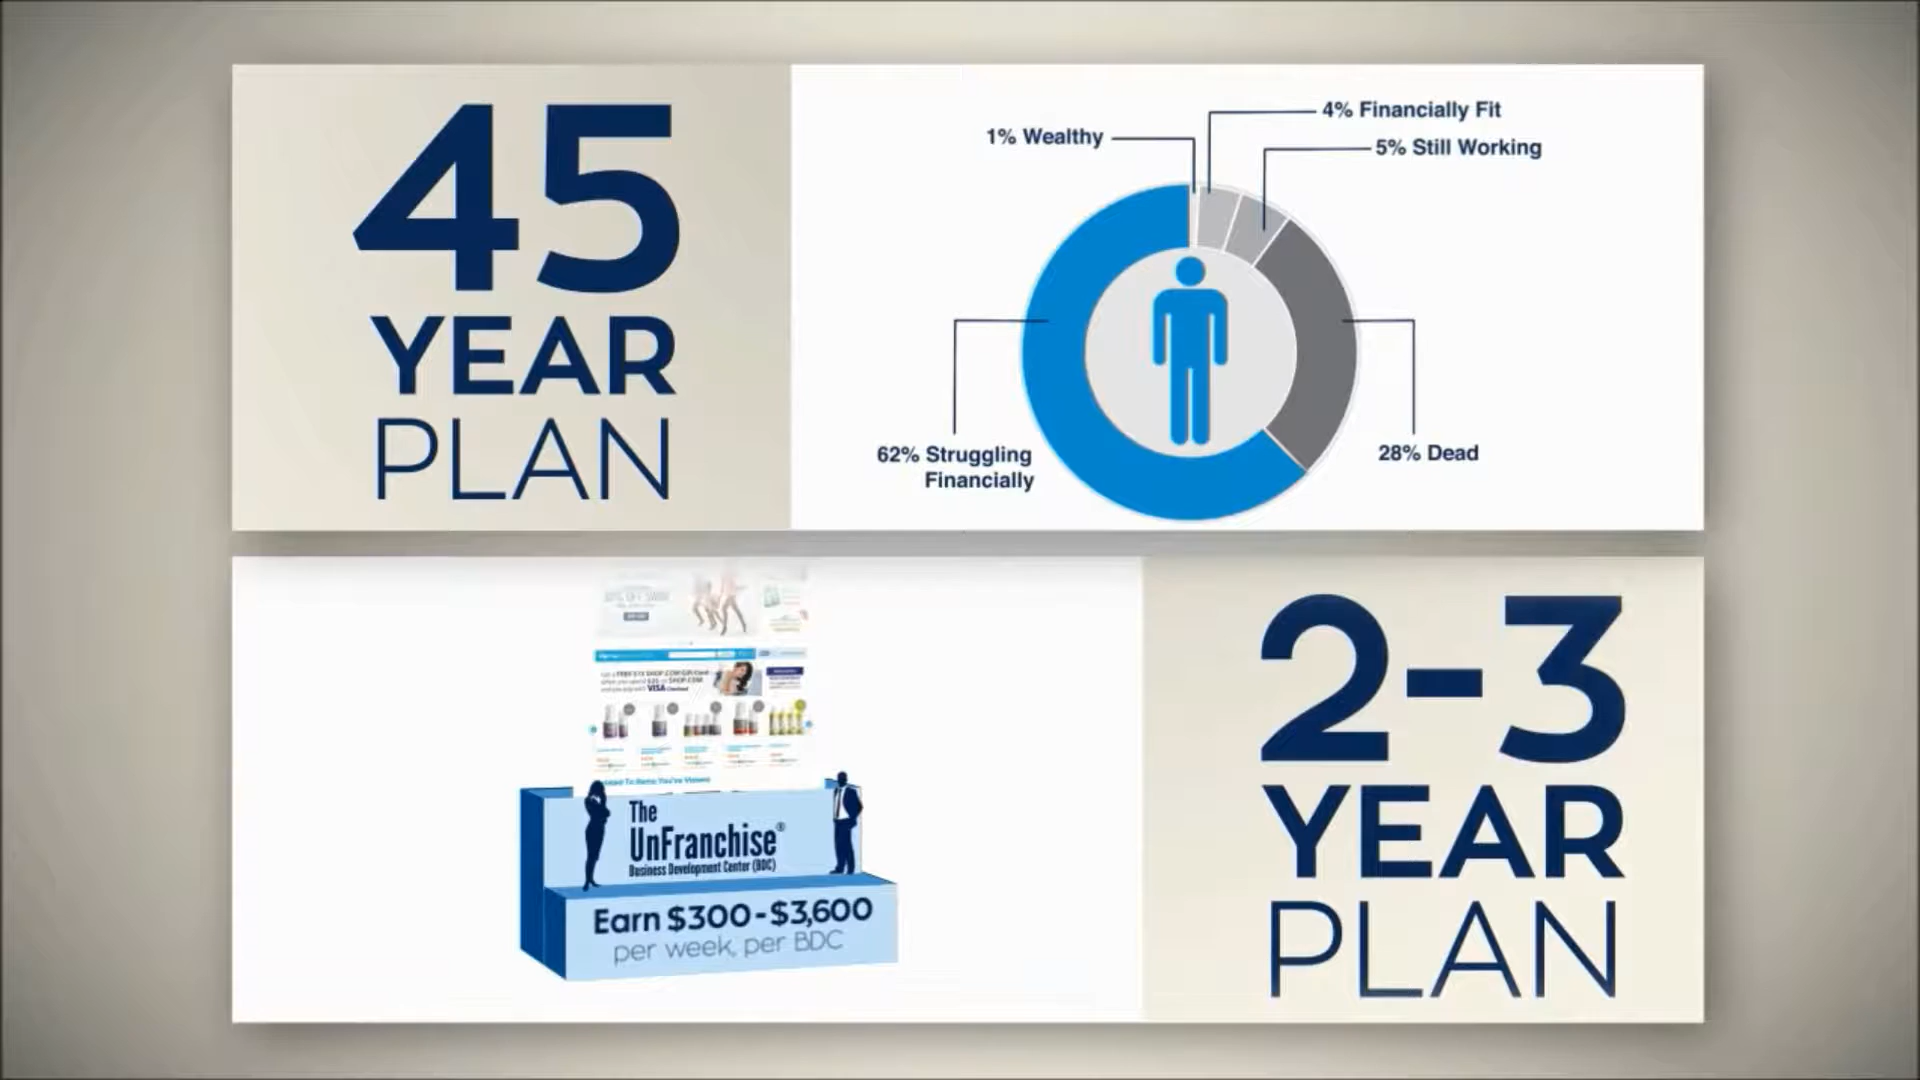 45
YEAR
PLAN
1% Wealthy
4% Financially Fit
5% Still Working
62% Struggling
Financially
28% Dead
VISA
The
UnFranchise®
Business Development Center (BDC)
Earn $300-$3,600
per week, per BDC
2-3
YEAR
PLAN